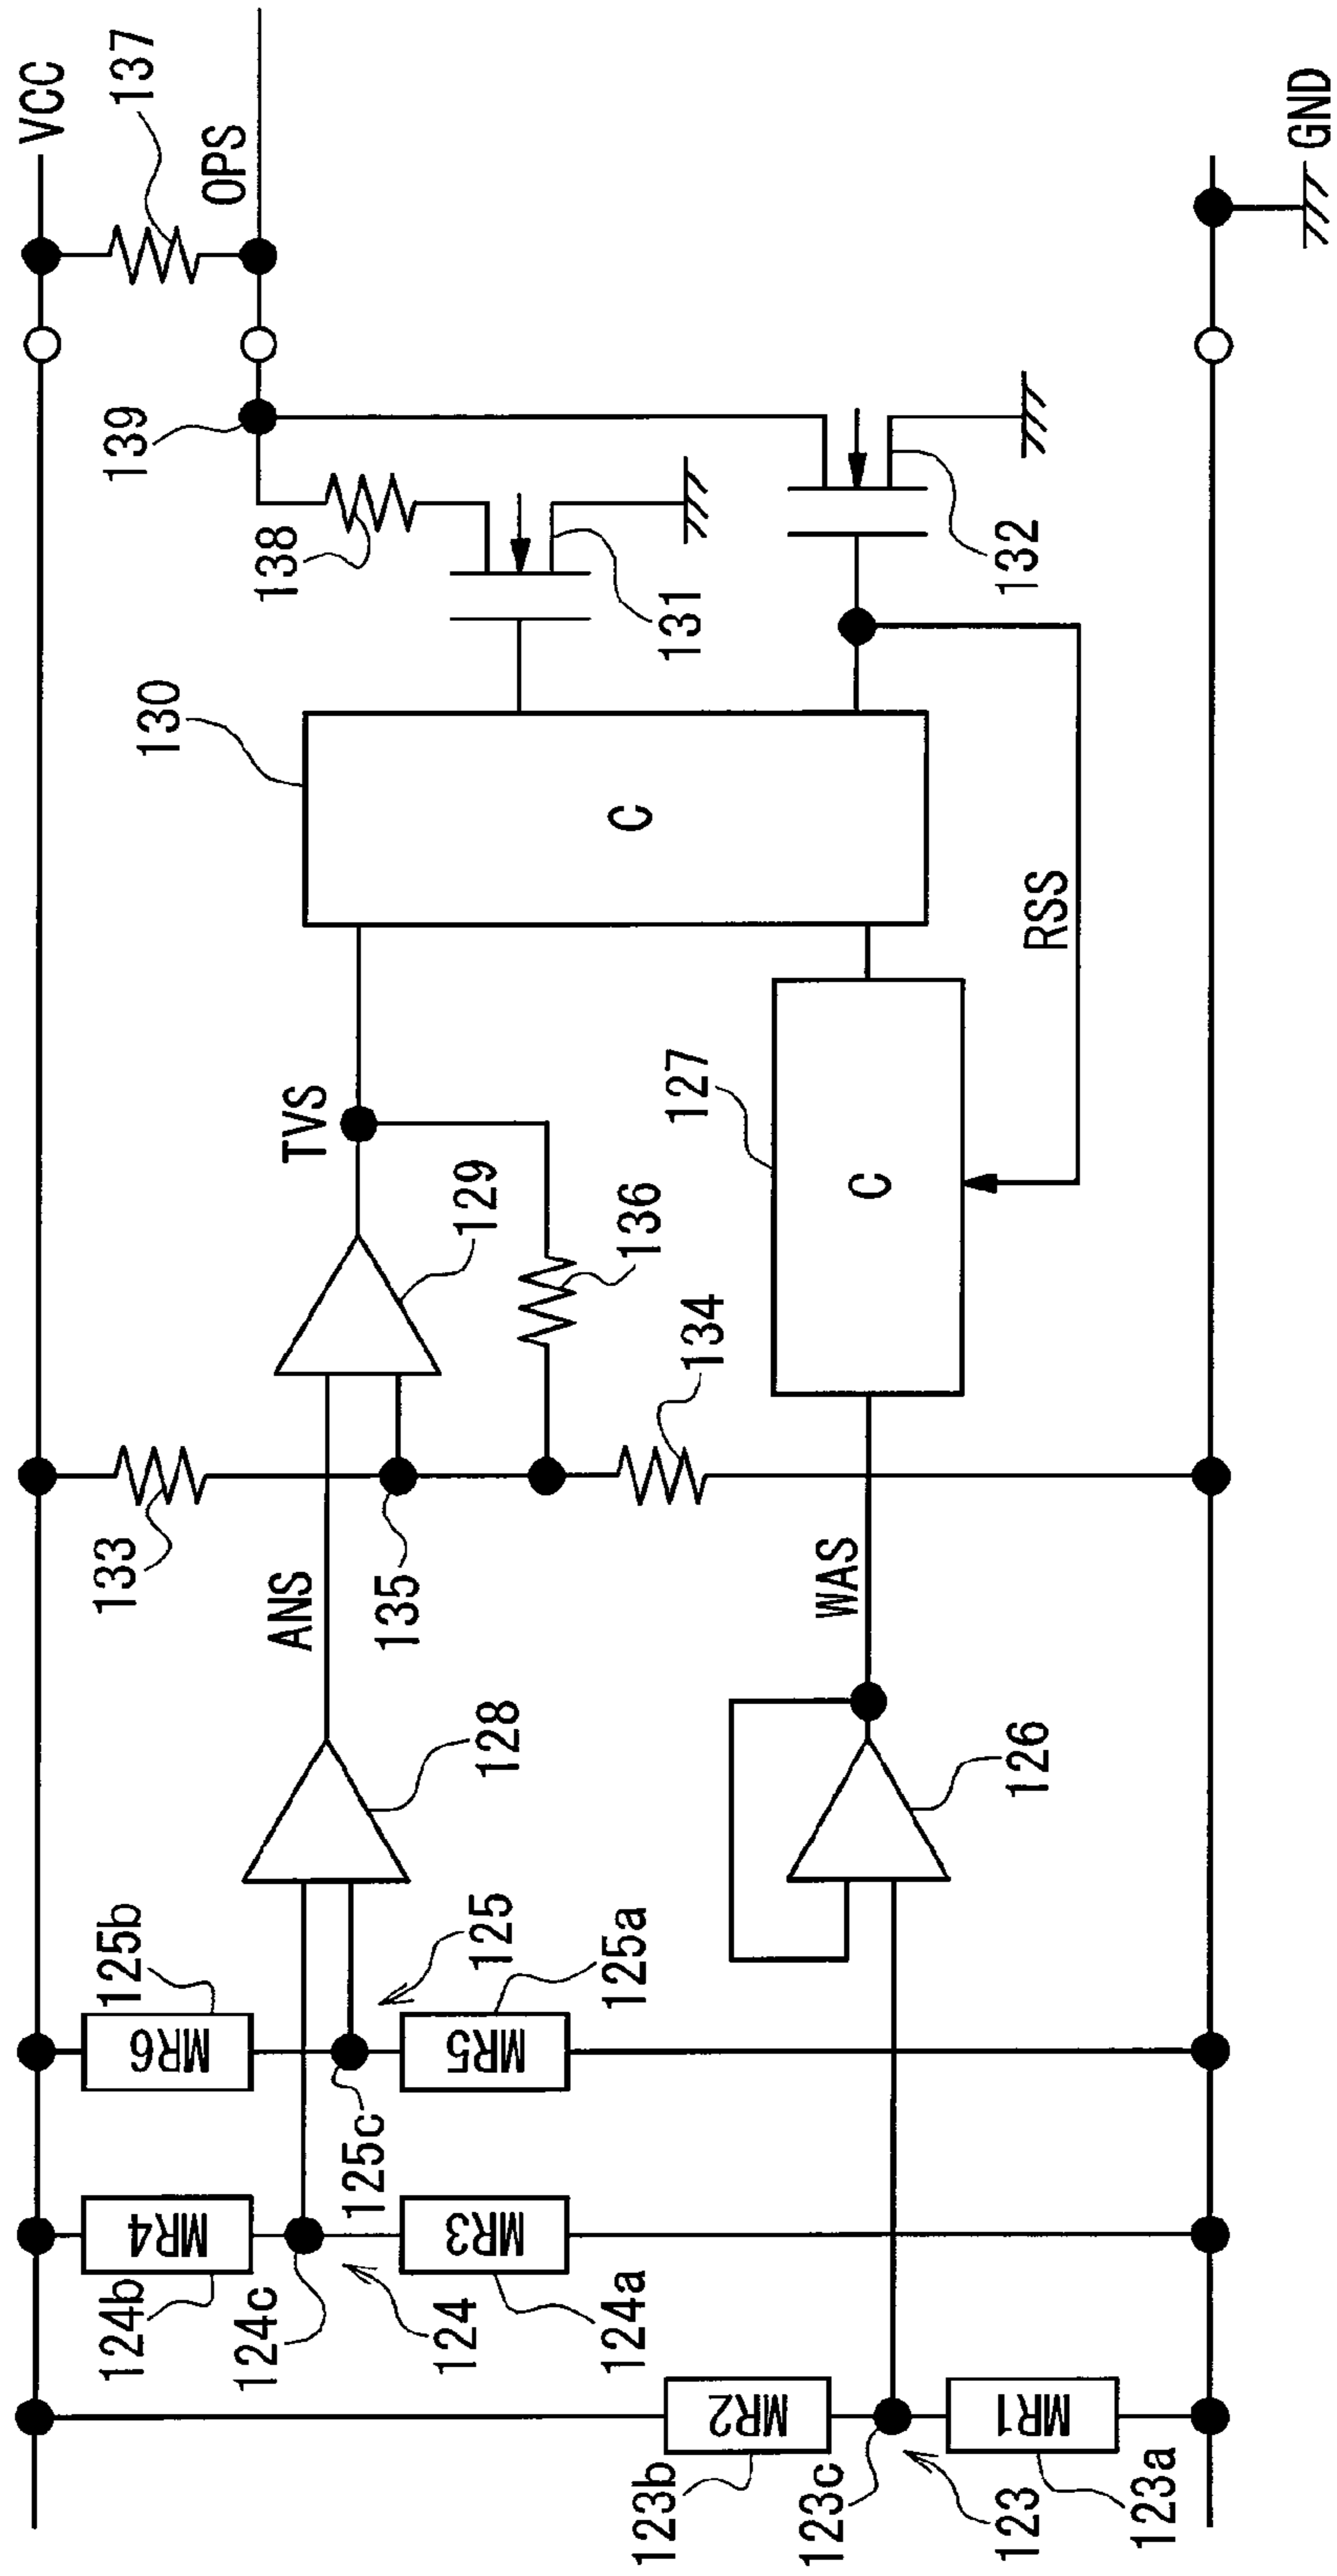 VCC
137
OPS
GND
139
138
131
132
130
C
RSS
TVS
127
C
129
136
134
133
ANS
135
WAS
128
126
125b
MR6
125
125a
MR5
125c
124b
MR4
124c
124
MR3
124a
MR2
123b
123c
123
MR1
123a